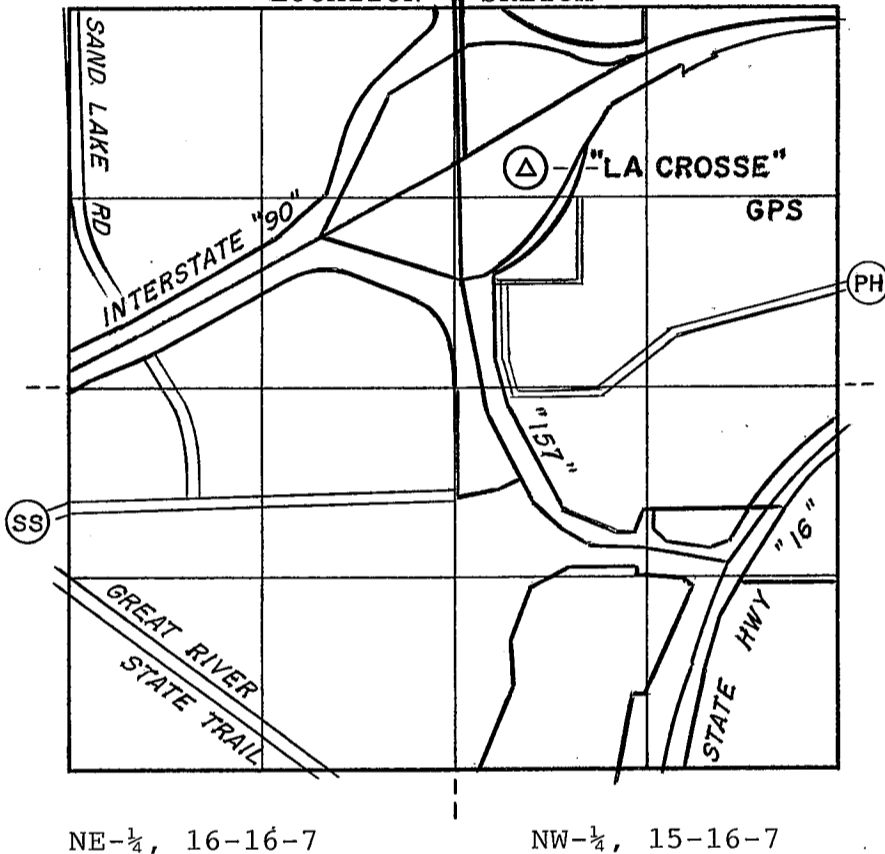 SAND LAKE RD
INTERSTATE "90"
"LA CROSSE"
GPS
PH
"157"
"16"
SS
GREAT RIVER
STATE TRAIL
STATE HWY
NE-¼, 16-16-7
NW-¼, 15-16-7